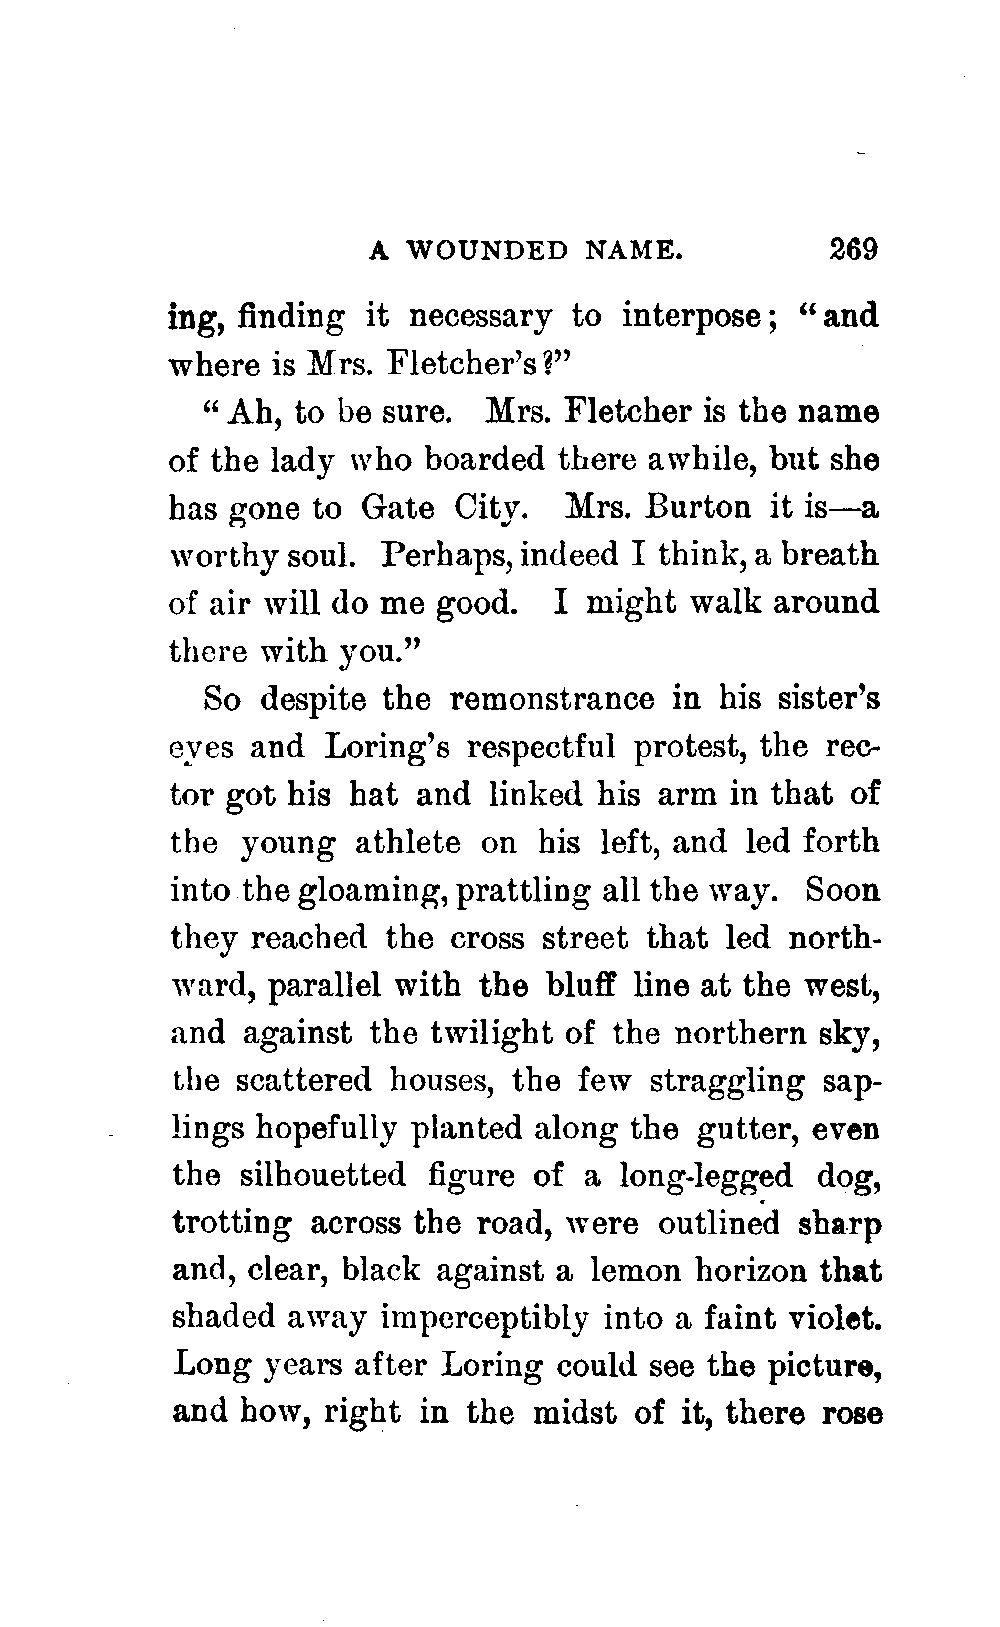 A WOUNDED NAME. 269
ing, finding it necessary to interpose; "and
where is Mrs. Fletcher's?"
"Ah, to be sure. Mrs. Fletcher is the name
of the lady who boarded there awhile, but she
has gone to Gate City. Mrs. Burton it is—a
worthy soul. Perhaps, indeed I think, a breath
of air will do me good. I might walk around
there with you."
So despite the remonstrance in his sister's
eyes and Loring's respectful protest, the rec-
tor got his hat and linked his arm in that of
the young athlete on his left, and led forth
into the gloaming, prattling all the way. Soon
they reached the cross street that led north-
ward, parallel with the bluff line at the west,
and against the twilight of the northern sky,
the scattered houses, the few straggling sap-
lings hopefully planted along the gutter, even
the silhouetted figure of a long-legged dog,
trotting across the road, were outlined sharp
and, clear, black against a lemon horizon that
shaded away imperceptibly into a faint violet.
Long years after Loring could see the picture,
and how, right in the midst of it, there rose